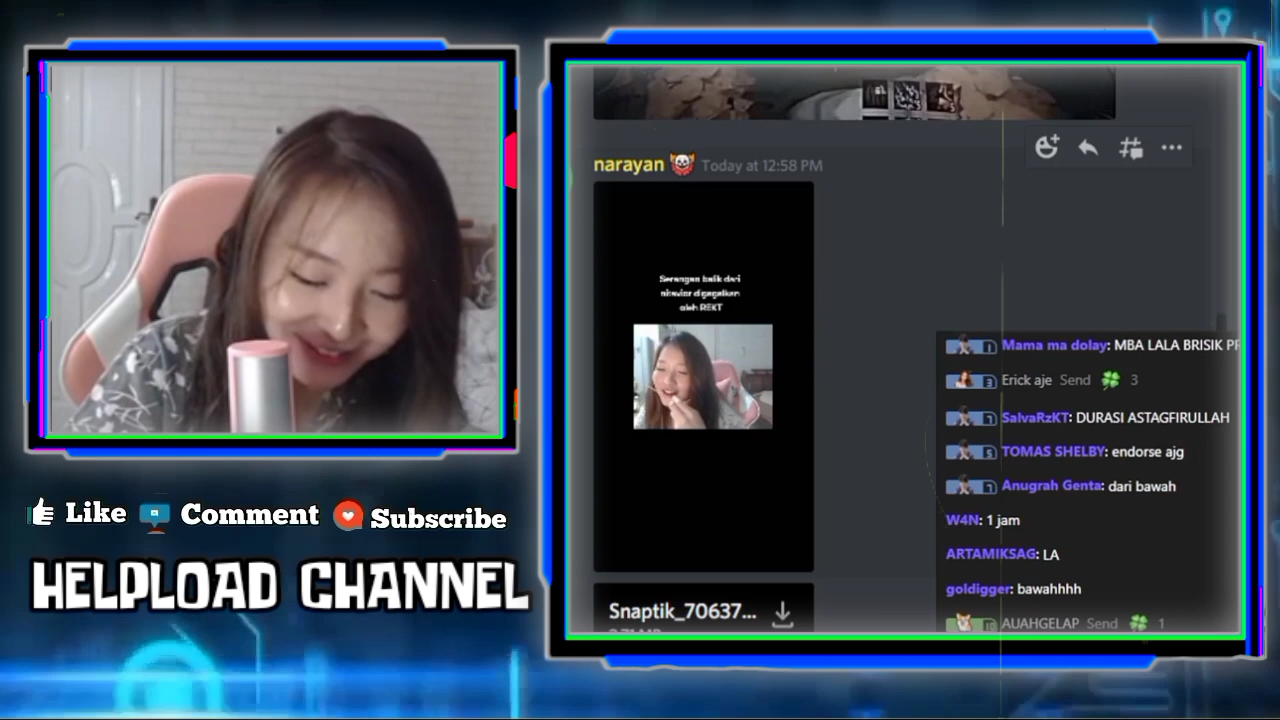 narayan Today at 12:58 PM
Serangan balik dari
digagalkan
oleh REKT
Mama ma dolay: MBA LALA BRISIK
Erick aje Send 3
SalvaRzKT: DURASI ASTAGFIRULLAH
TOMAS SHELBY: endorse ajg
Anugrah Genta: dari bawah
W4N: 1 jam
ARTAMIKSAG: LA
goldigger: bawahhhh
AUAHGELAP Send 1
Snaptik_70637...
Like Comment Subscribe
HELPLOAD CHANNEL